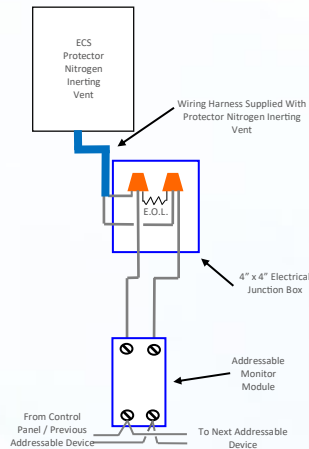 ECS
Protector
Nitrogen
Inerting
Vent
Wiring Harness Supplied With
Protector Nitrogen Inerting
Vent
E.O.L.
4" x 4" Electrical
Junction Box
Addressable
Monitor
Module
From Control
Panel / Previous
Addressable Device
To Next Addressable
Device